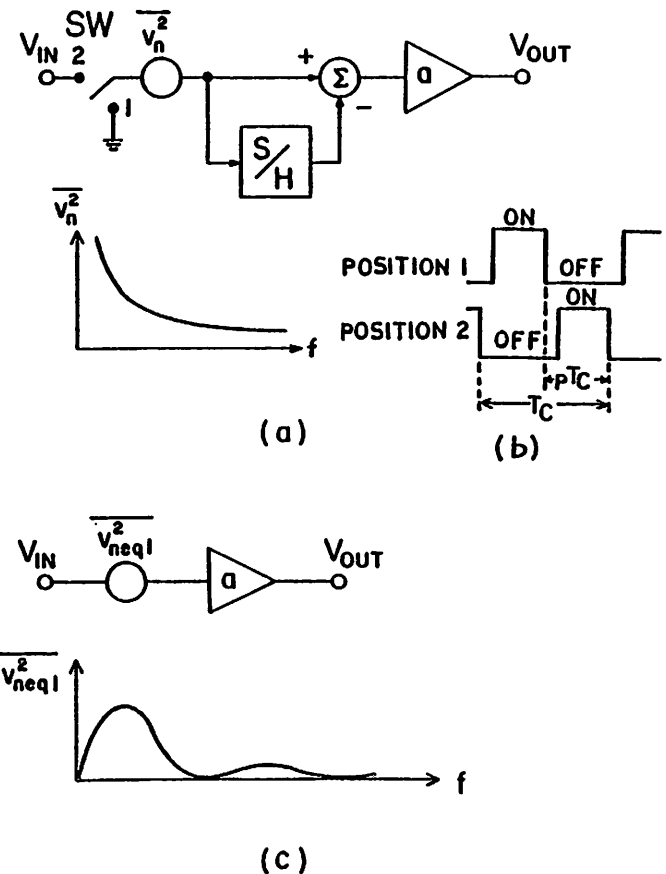 SW
V_IN 2
v_n^2
V_OUT
+
Σ
a
-
1
S/H
v_n^2
f
POSITION 1
ON
OFF
POSITION 2
OFF
ON
pT_C
T_C
(a)
(b)
V_IN
V_neq1^2
a
V_OUT
V_neq1^2
f
(c)